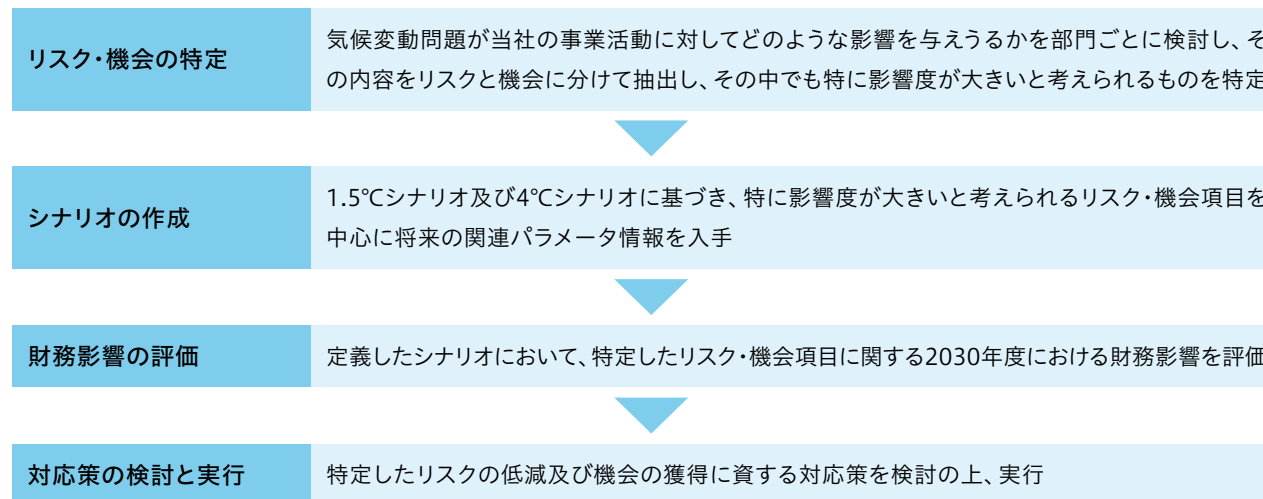 リスク・機会の特定
気候変動問題が当社の事業活動に対してどのような影響を与えうるかを部門ごとに検討し、そ
の内容をリスクと機会に分けて抽出し、その中でも特に影響度が大きいと考えられるものを特定
シナリオの作成
1.5℃シナリオ及び4℃シナリオに基づき、特に影響度が大きいと考えられるリスク・機会項目を
中心に将来の関連パラメータ情報を入手
財務影響の評価
定義したシナリオにおいて、特定したリスク・機会項目に関する2030年度における財務影響を評価
対応策の検討と実行
特定したリスクの低減及び機会の獲得に資する対応策を検討の上、実行